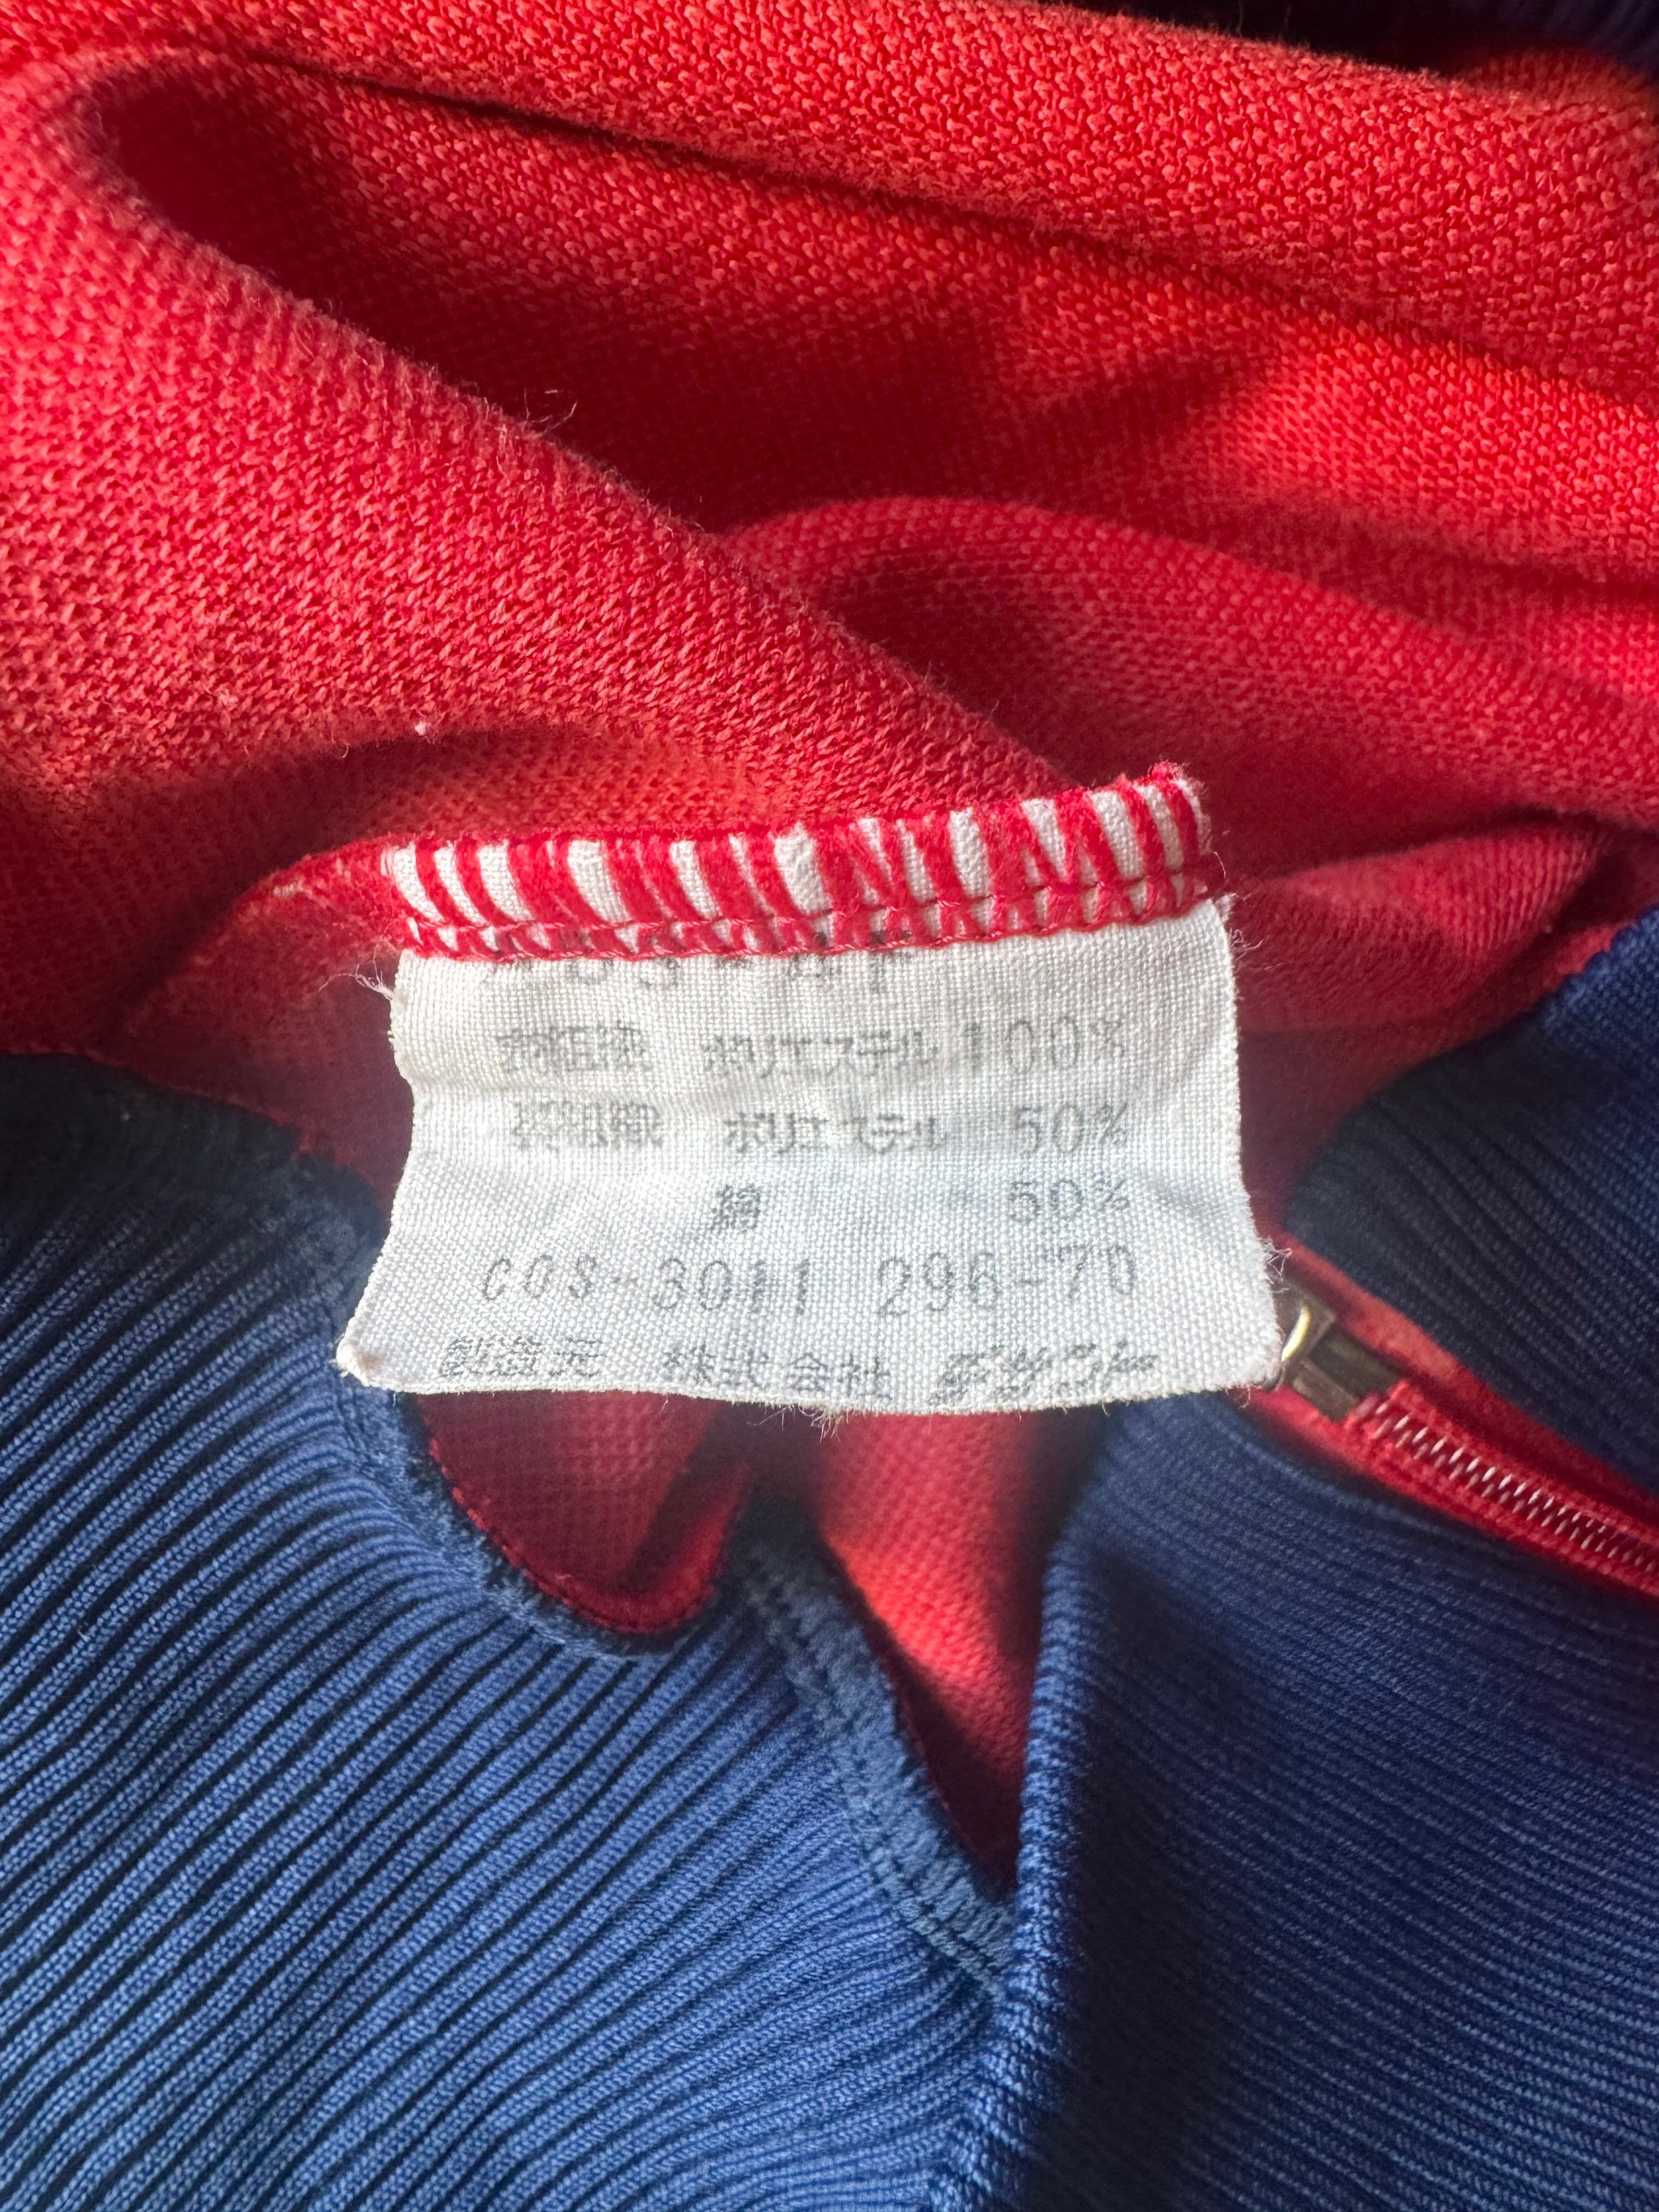 表組織 ポリエステル 100%
裏組織 ポリエステル 50%
綿 50%
COS-3011 296-70
製造元 株式会社 デサント